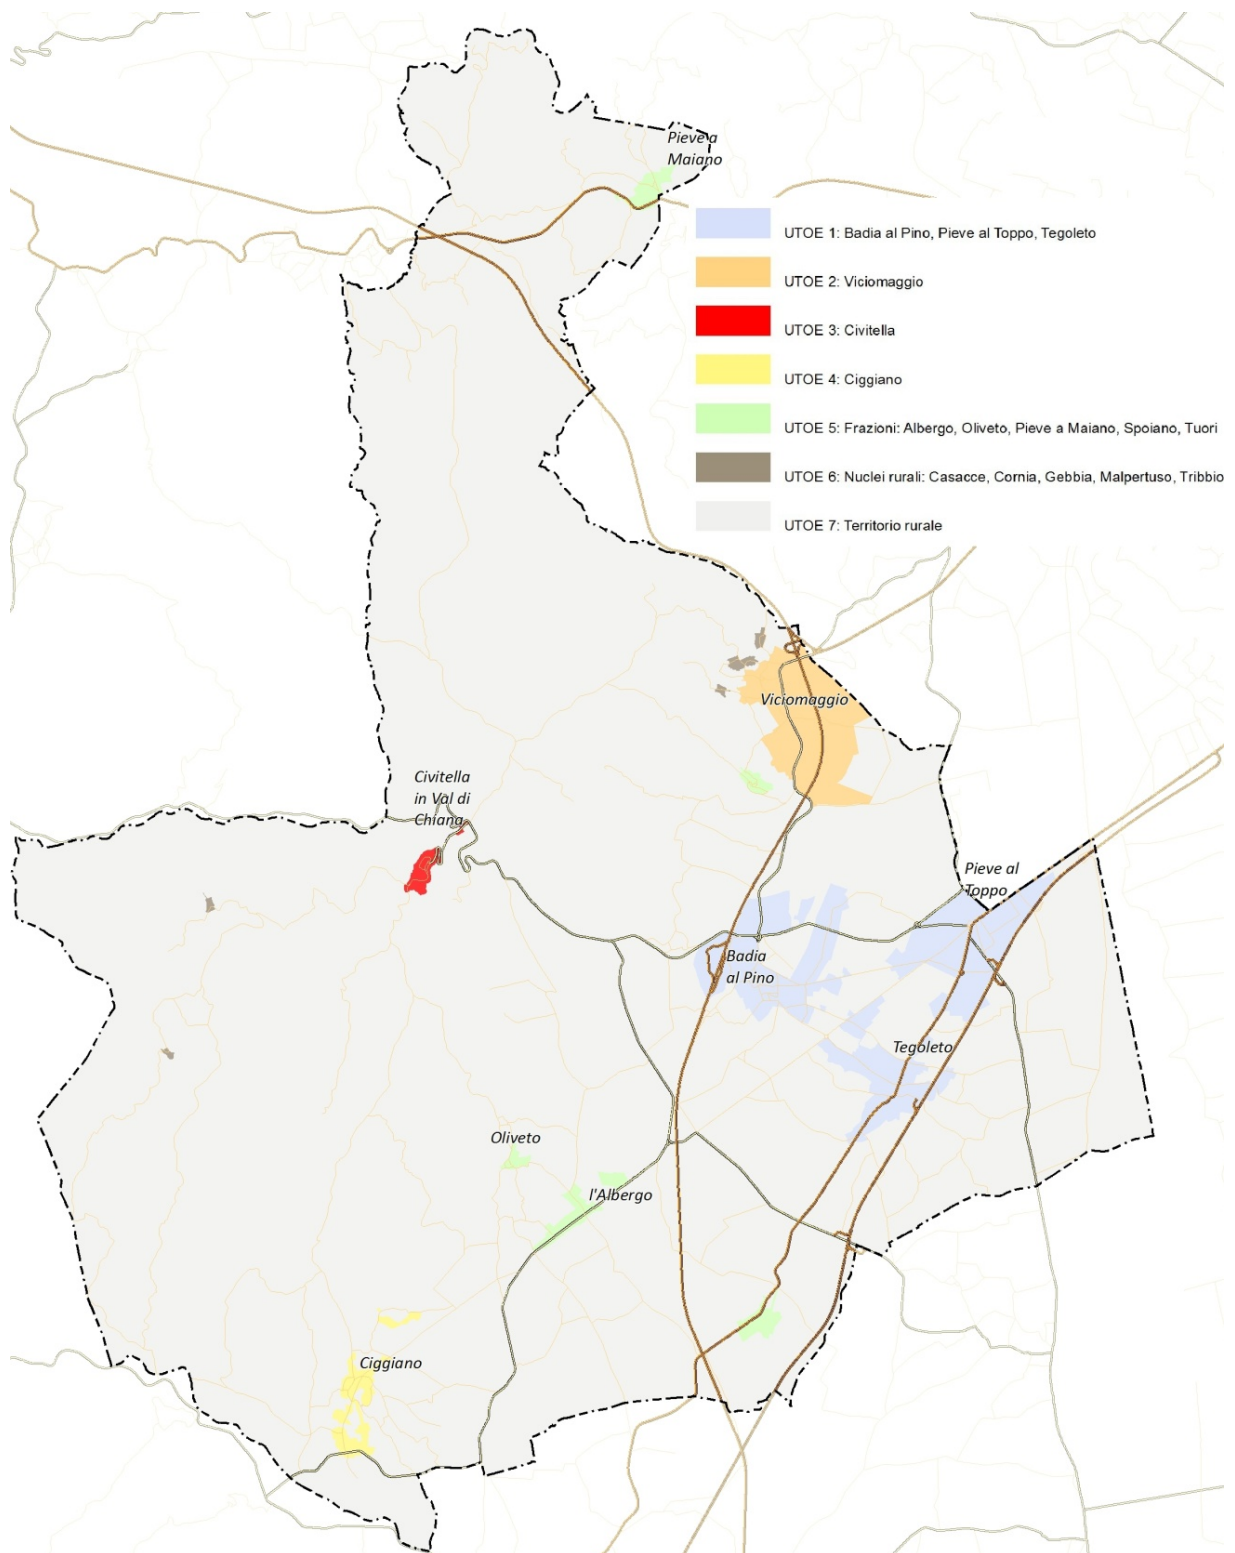 Pieve a
Maiano
UTOE 1: Badia al Pino, Pieve al Toppo, Tegoleto
UTOE 2: Viciomaggio
UTOE 3: Civitella
UTOE 4: Ciggiano
UTOE 5: Frazioni: Albergo, Oliveto, Pieve a Maiano, Spoiano, Tuori
UTOE 6: Nuclei rurali: Casacce, Cornia, Gebbia, Malpertuso, Tribbio
UTOE 7: Territorio rurale
Viciomaggio
Civitella
in Val di
Chiana
Pieve al
Toppo
Badia
al Pino
Tegoleto
Oliveto
l'Albergo
Ciggiano